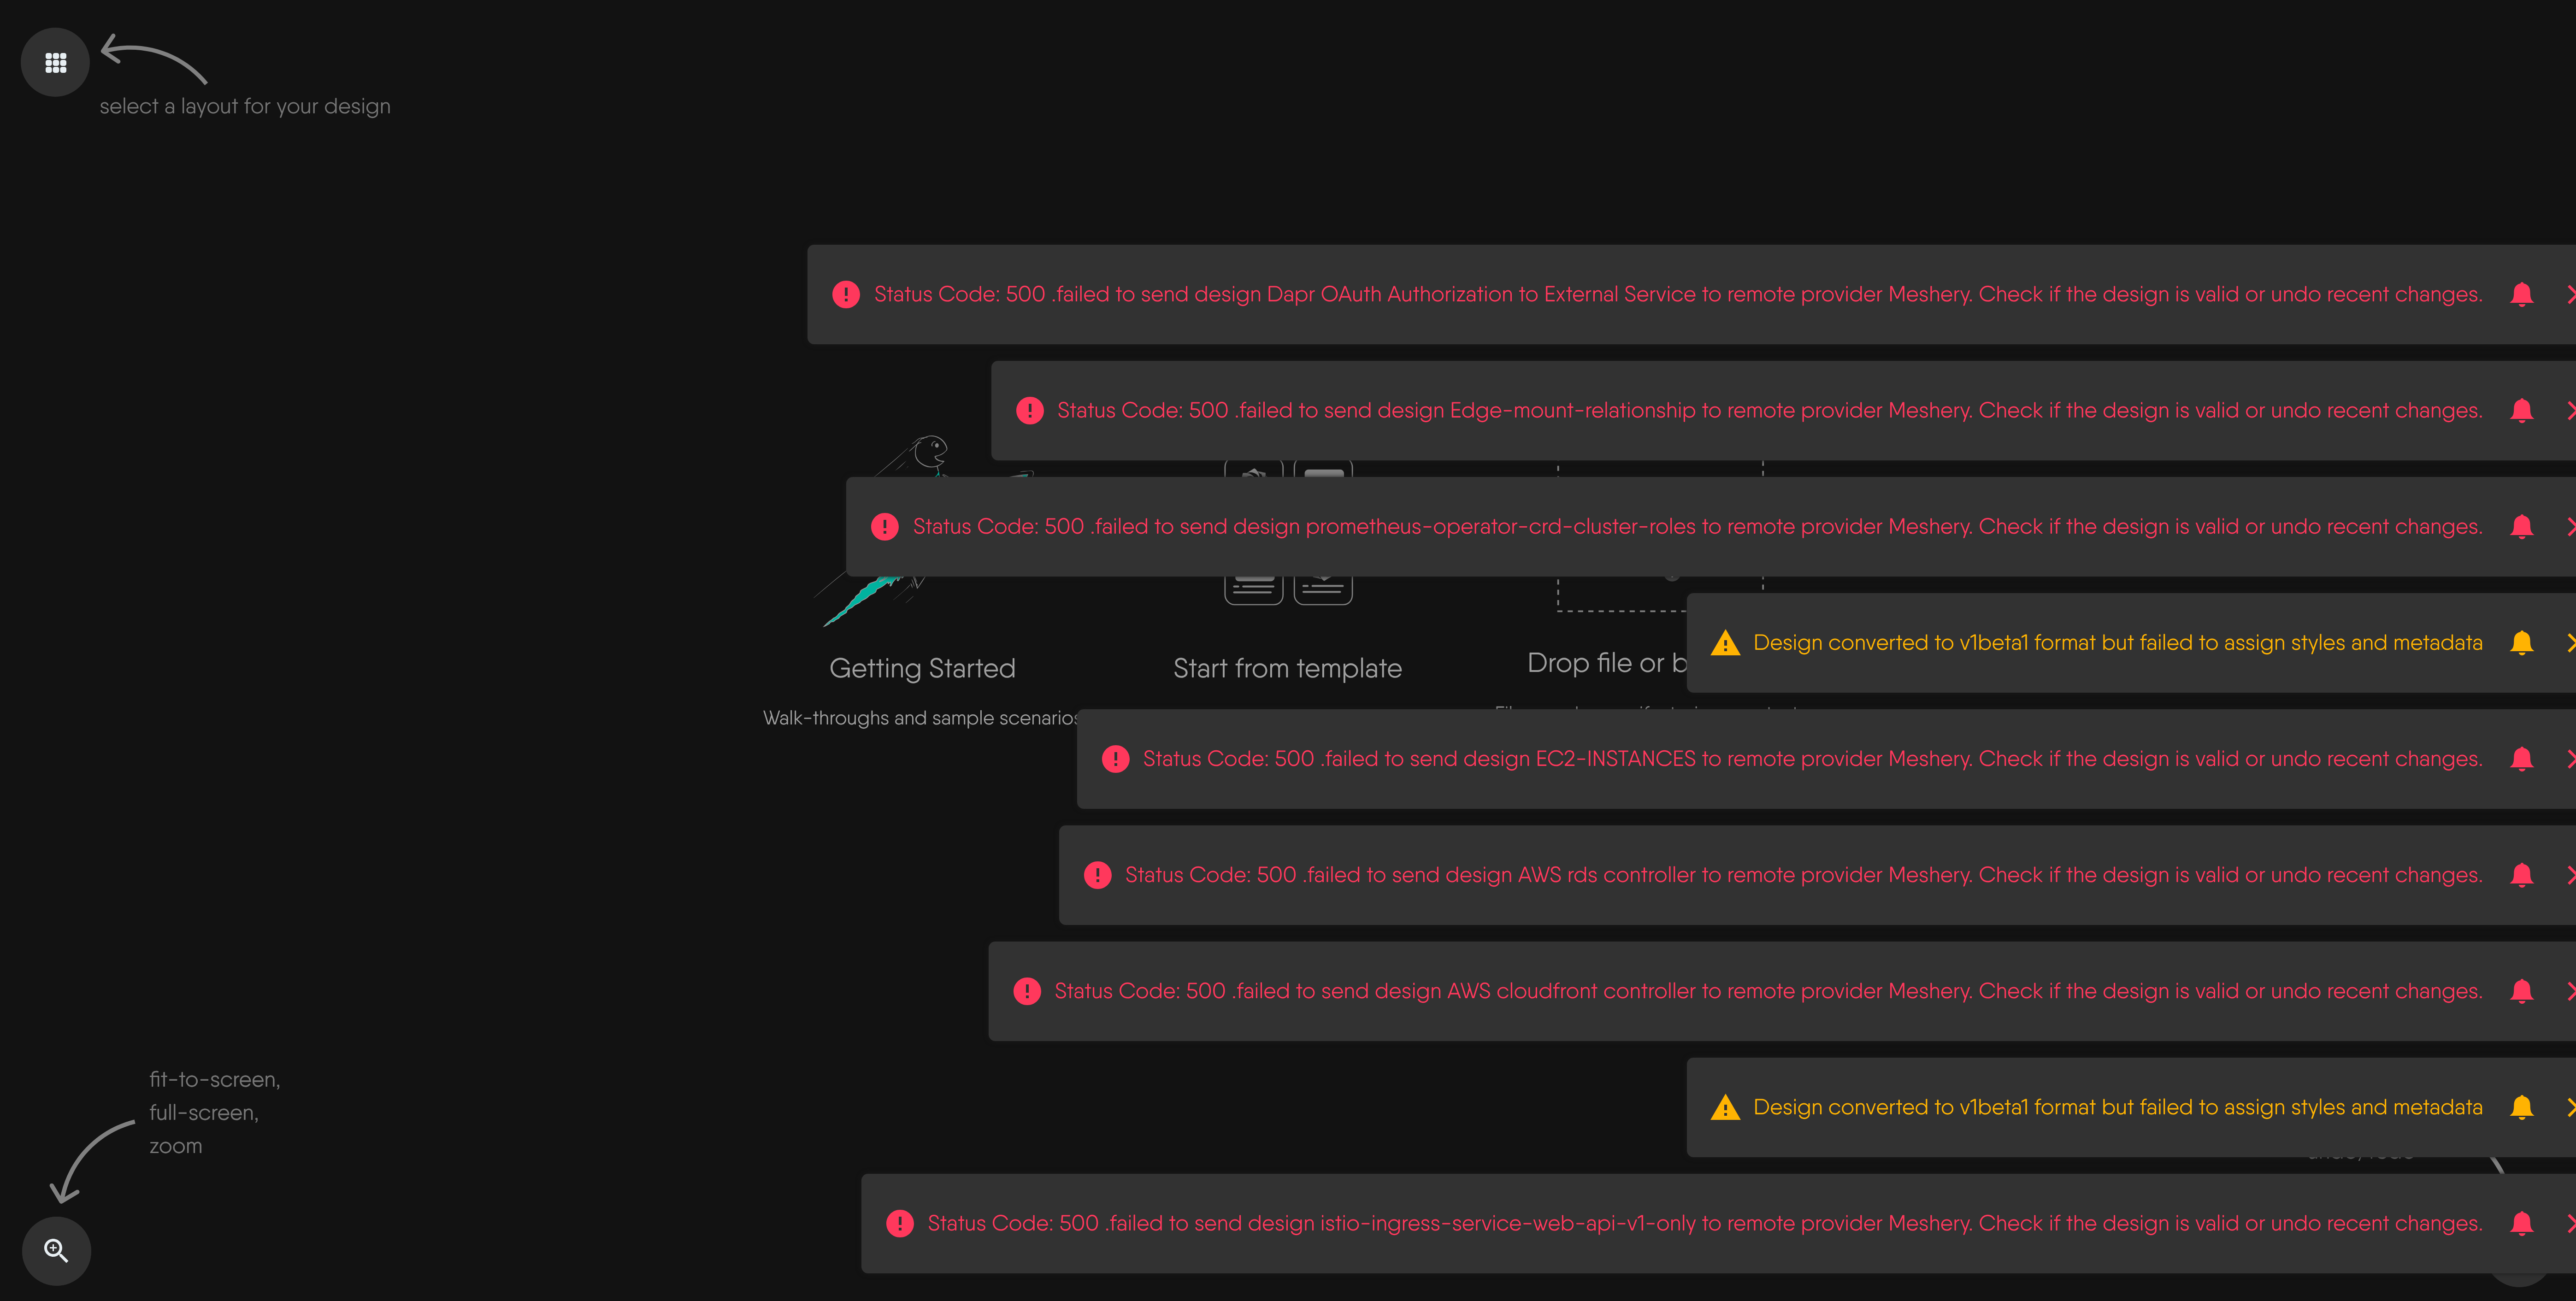 select a layout for your design
Status Code: 500 .failed to send design Dapr OAuth Authorization to External Service to remote provider Meshery. Check if the design is valid or undo recent changes.
Status Code: 500 .failed to send design Edge-mount-relationship to remote provider Meshery. Check if the design is valid or undo recent changes.
Status Code: 500 .failed to send design prometheus-operator-crd-cluster-roles to remote provider Meshery. Check if the design is valid or undo recent changes.
Design converted to v1beta1 format but failed to assign styles and metadata
Getting Started
Start from template
Drop file or b
Walk-throughs and sample scenarios
Status Code: 500 .failed to send design EC2-INSTANCES to remote provider Meshery. Check if the design is valid or undo recent changes.
Status Code: 500 .failed to send design AWS rds controller to remote provider Meshery. Check if the design is valid or undo recent changes.
Status Code: 500 .failed to send design AWS cloudfront controller to remote provider Meshery. Check if the design is valid or undo recent changes.
fit-to-screen,
full-screen,
zoom
Design converted to v1beta1 format but failed to assign styles and metadata
Status Code: 500 .failed to send design istio-ingress-service-web-api-v1-only to remote provider Meshery. Check if the design is valid or undo recent changes.